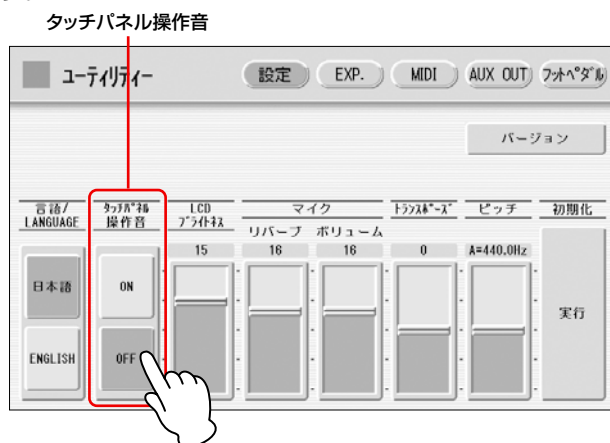 タッチパネル操作音
ユーティリティー
設定 EXP. MIDI AUX OUT フットペダル
バージョン
言語/
LANGUAGE
タッチパネル
操作音
LCD
ブライトネス
マイク
リバーブ ボリューム
トランスポーズ
ピッチ
初期化
15 16 16 0 A=440.0Hz
日本語 ON
実行
ENGLISH OFF